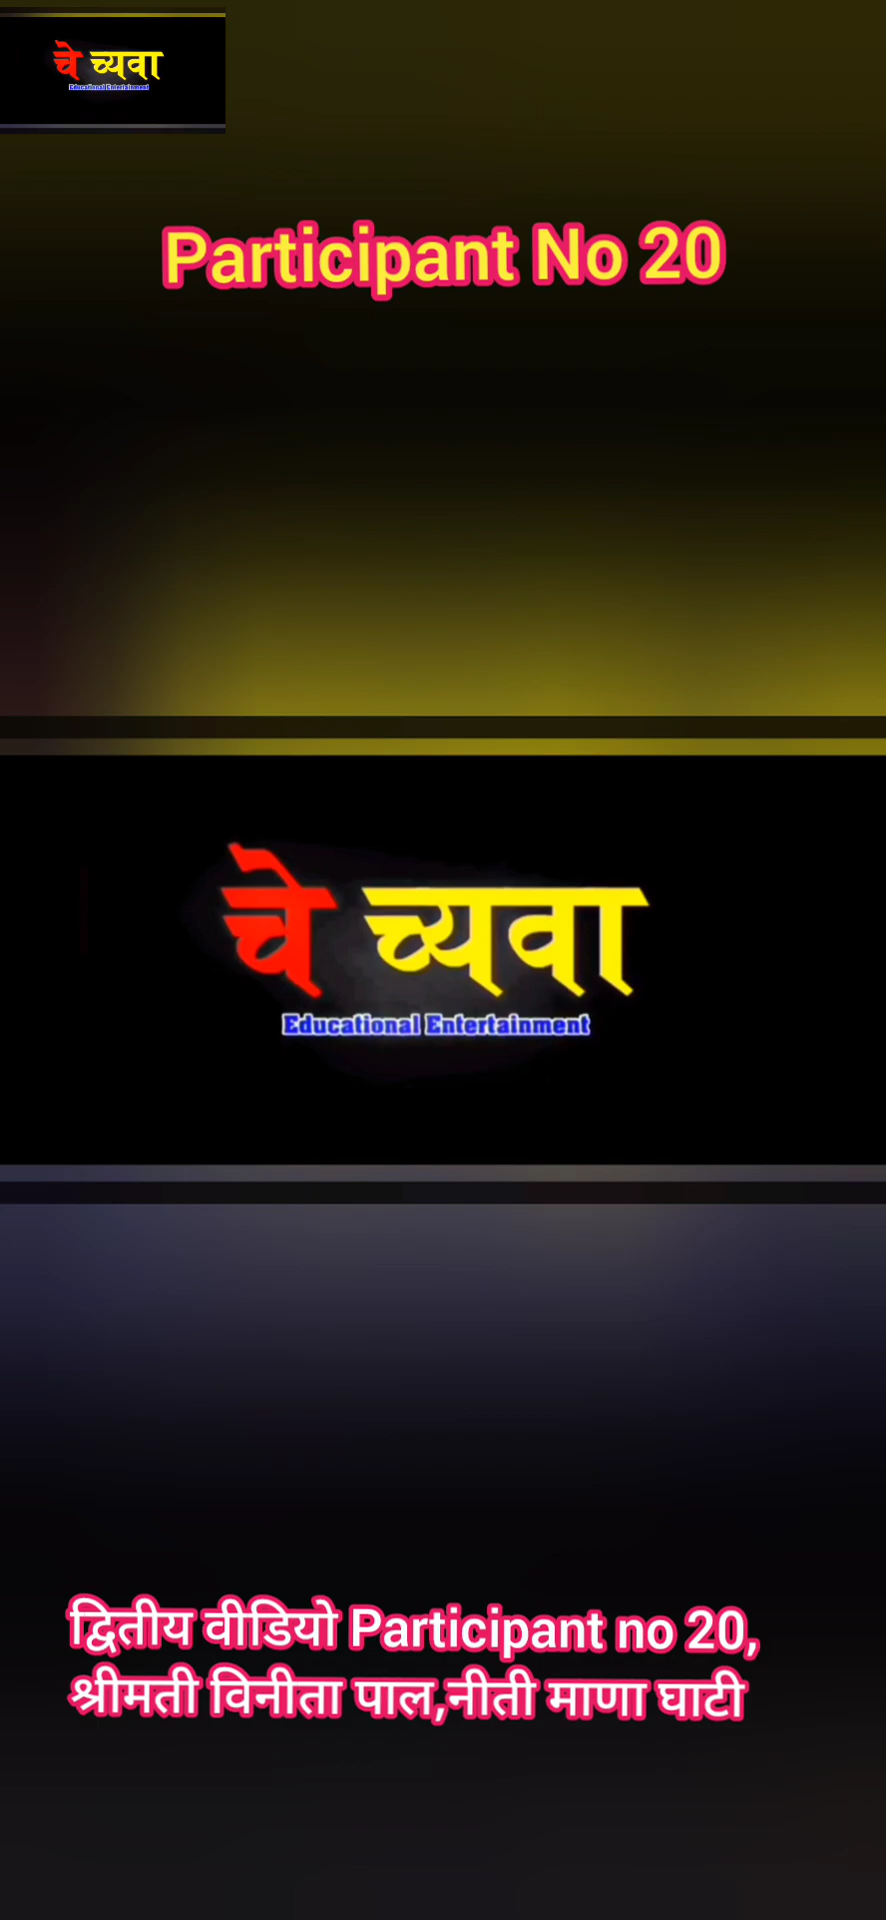 चे च्यवा
Educational Entertainment
Participant No 20
चे च्यवा
Educational Entertainment
द्वितीय वीडियो Participant no 20,
श्रीमती विनीता पाल,नीती माणा घाटी